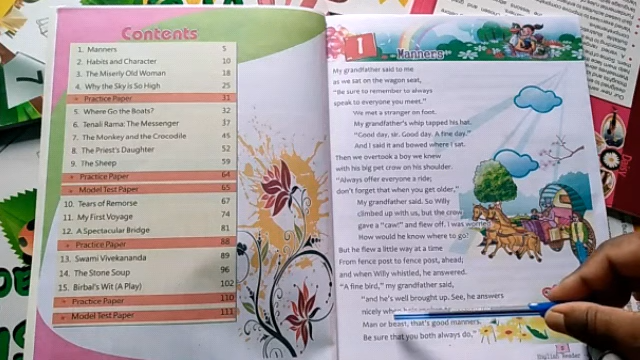 Contents
1. Manners 5
2. Habits and Character 10
3. The Miserly Old Woman 18
4. Why the Sky is So High 25
Practice Paper 31
5. Where Go the Boats? 32
6. Tenali Rama: The Messenger 37
7. The Monkey and the Crocodile 45
8. The Priest's Daughter 52
9. The Sheep 59
Practice Paper 64
Model Test Paper 65
10. Tears of Remorse 67
11. My First Voyage 74
12. A Spectacular Bridge 81
Practice Paper 88
13. Swami Vivekananda 89
14. The Stone Soup 96
15. Birbal's Wit (A Play) 102
Practice Paper 110
Model Test Paper 111
1 Manners
My grandfather said to me
as we sat on the wagon seat,
"Be sure to remember to always
speak to everyone you meet."
We met a stranger on foot.
My grandfather's whip tapped his hat.
"Good day, sir. Good day. A fine day."
And I said it and bowed where I sat.
Then we overtook a boy we knew
with his big pet crow on his shoulder.
"Always offer everyone a ride;
don't forget that when you get older,"
My grandfather said. So Willy
climbed up with us, but the crow
gave a "caw!" and flew off. I was worried
How would he know where to go?
But he flew a little way at a time
From fence post to fence post, ahead;
and when Willy whistled, he answered.
"A fine bird," my grandfather said,
"and he's well brought up. See, he answers
nicely when
Man or beast, that's good manners.
Be sure that you both always do."
English Reader
Daisy